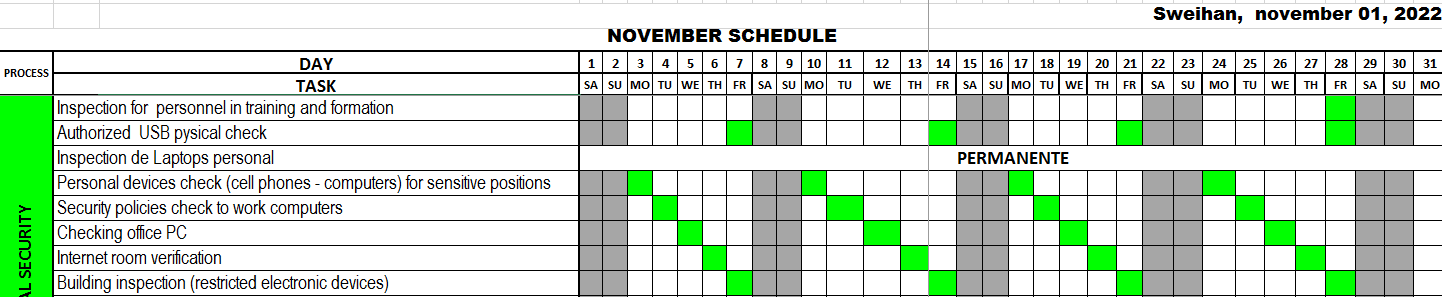 Sweihan, november 01, 2022
NOVEMBER SCHEDULE
PROCESS
DAY 1 2 3 4 5 6 7 8 9 10 11 12 13 14 15 16 17 18 19 20 21 22 23 24 25 26 27 28 29 30 31
TASK SA SU MO TU WE TH FR SA SU MO TU WE TH FR SA SU MO TU WE TH FR SA SU MO TU WE TH FR SA SU MO
Inspection for personnel in training and formation
Authorized USB pysical check
Inspection de Laptops personal PERMANENTE
Personal devices check (cell phones - computers) for sensitive positions
Security policies check to work computers
Checking office PC
Internet room verification
Building inspection (restricted electronic devices)
SECURITY